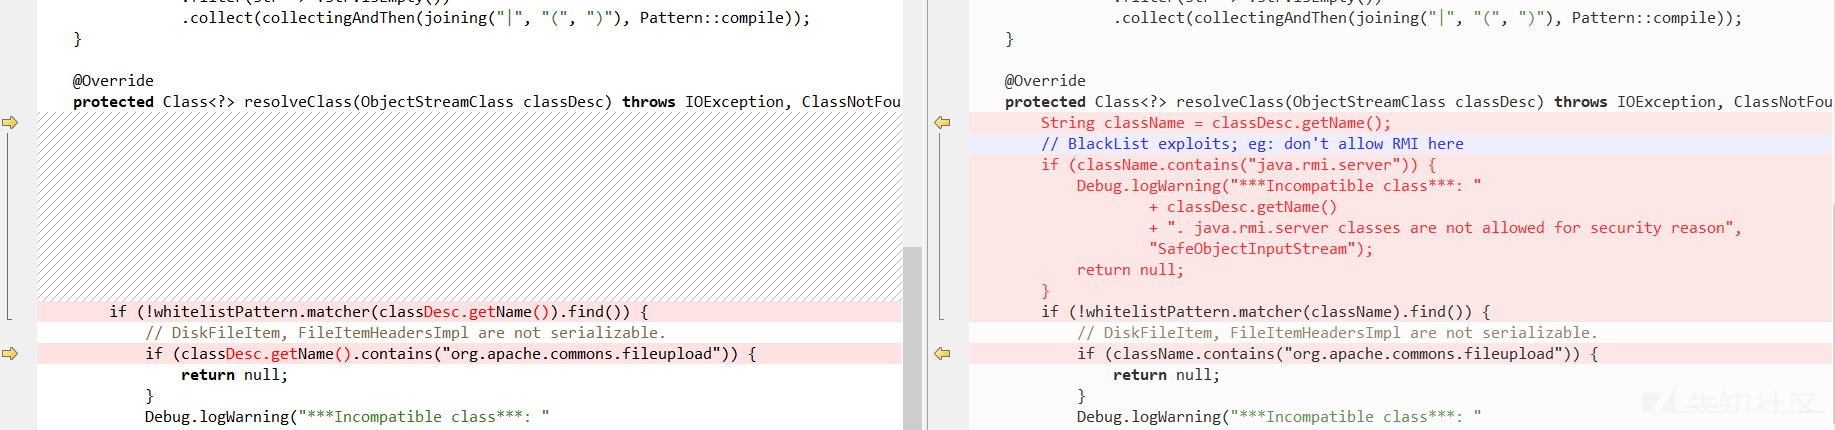 .collect(collectingAndThen(joining("|", "(", ")"), Pattern::compile));
}
@Override
protected Class<?> resolveClass(ObjectStreamClass classDesc) throws IOException, ClassNotFou
if (!whitelistPattern.matcher(classDesc.getName()).find()) {
// DiskFileItem, FileItemHeadersImpl are not serializable.
if (classDesc.getName().contains("org.apache.commons.fileupload")) {
return null;
}
Debug.logWarning("***Incompatible class***: "
.collect(collectingAndThen(joining("|", "(", ")"), Pattern::compile));
}
@Override
protected Class<?> resolveClass(ObjectStreamClass classDesc) throws IOException, ClassNotFou
String className = classDesc.getName();
// BlackList exploits; eg: don't allow RMI here
if (className.contains("java.rmi.server")) {
Debug.logWarning("***Incompatible class***: "
+ classDesc.getName()
+ ". java.rmi.server classes are not allowed for security reason",
"SafeObjectInputStream");
return null;
}
if (!whitelistPattern.matcher(className).find()) {
// DiskFileItem, FileItemHeadersImpl are not serializable.
if (className.contains("org.apache.commons.fileupload")) {
return null;
}
Debug.logWarning("***Incompatible class***: "
先知社区